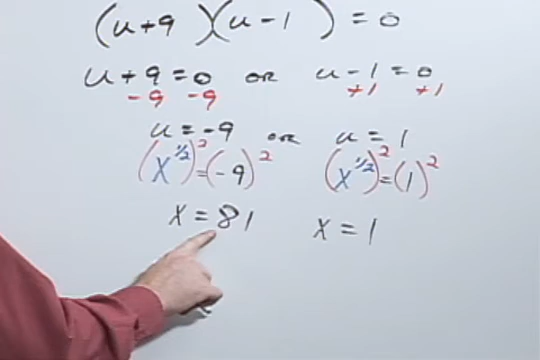 (u+9)(u-1) = 0
u+9=0 or u-1=0
-9 -9 +1 +1
u=-9 or u=1
(x^1/2)^2=(-9)^2 (x^1/2)^2=(1)^2
x=81 x=1